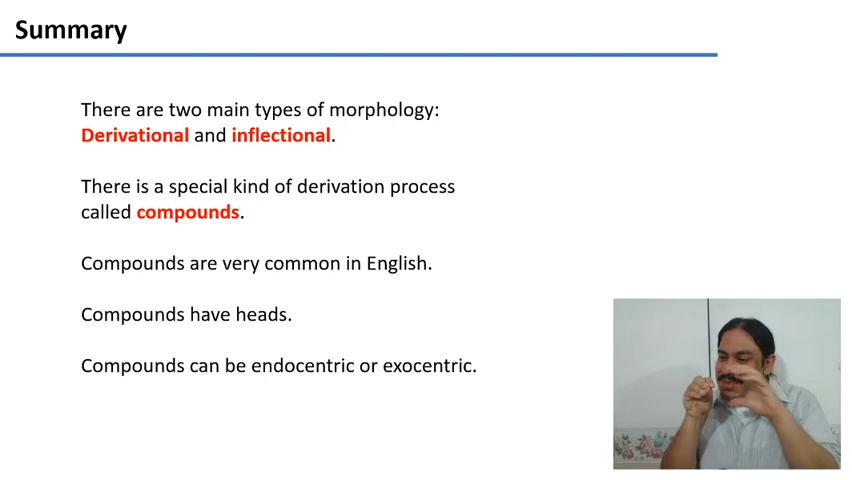 Summary
There are two main types of morphology:
Derivational and inflectional.
There is a special kind of derivation process
called compounds.
Compounds are very common in English.
Compounds have heads.
Compounds can be endocentric or exocentric.